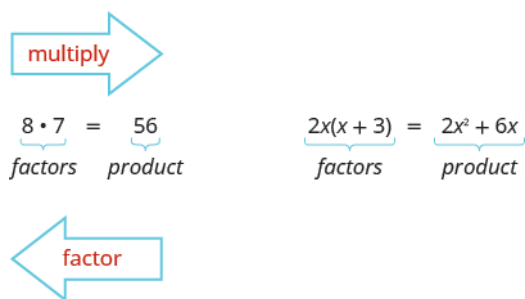 multiply
8 • 7 = 56
factors product
2x(x + 3) = 2x² + 6x
factors product
factor